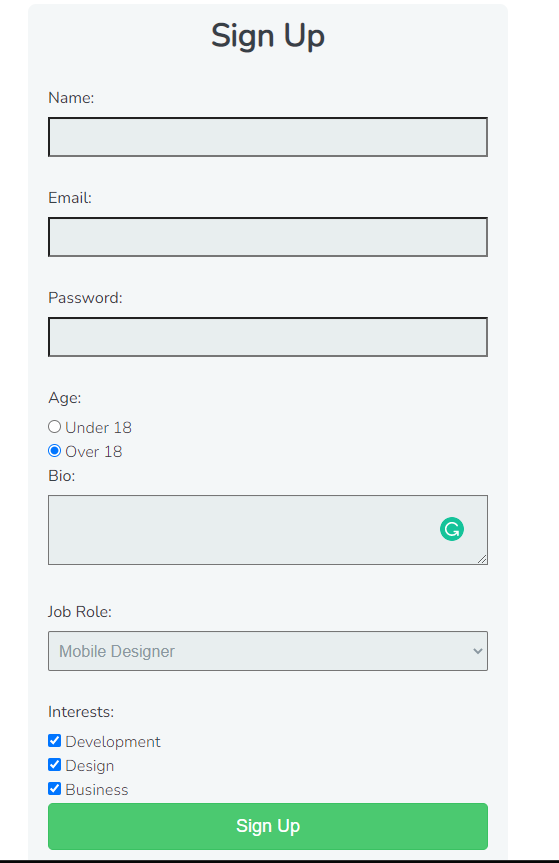 Sign Up
Name:
Email:
Password:
Age:
Under 18
Over 18
Bio:
Job Role:
Mobile Designer
Interests:
Development
Design
Business
Sign Up